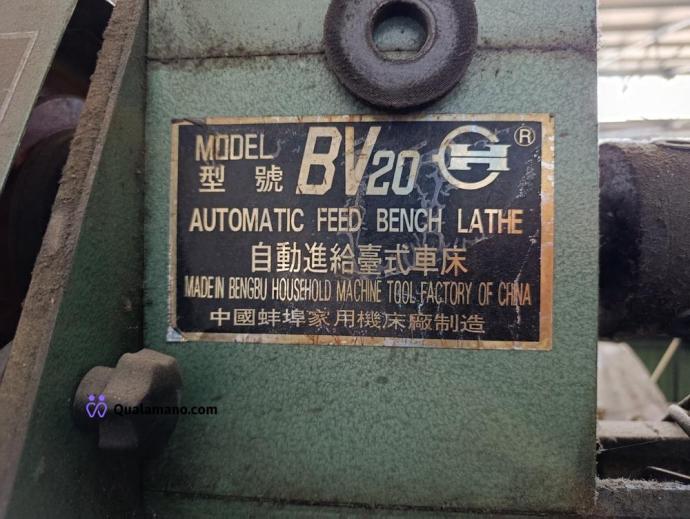 MODEL BV20 ®
型號
AUTOMATIC FEED BENCH LATHE
自動進給臺式車床
MADE IN BENGBU HOUSEHOLD MACHINE TOOL FACTORY OF CHINA
中國蚌埠家用機床廠制造
Qualamano.com